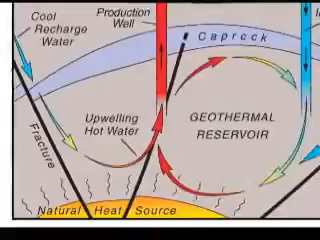 Cool
Recharge
Water
Production
Well
Caprock
Upwelling
Hot Water
GEOTHERMAL
RESERVOIR
Fracture
Natural Heat Source